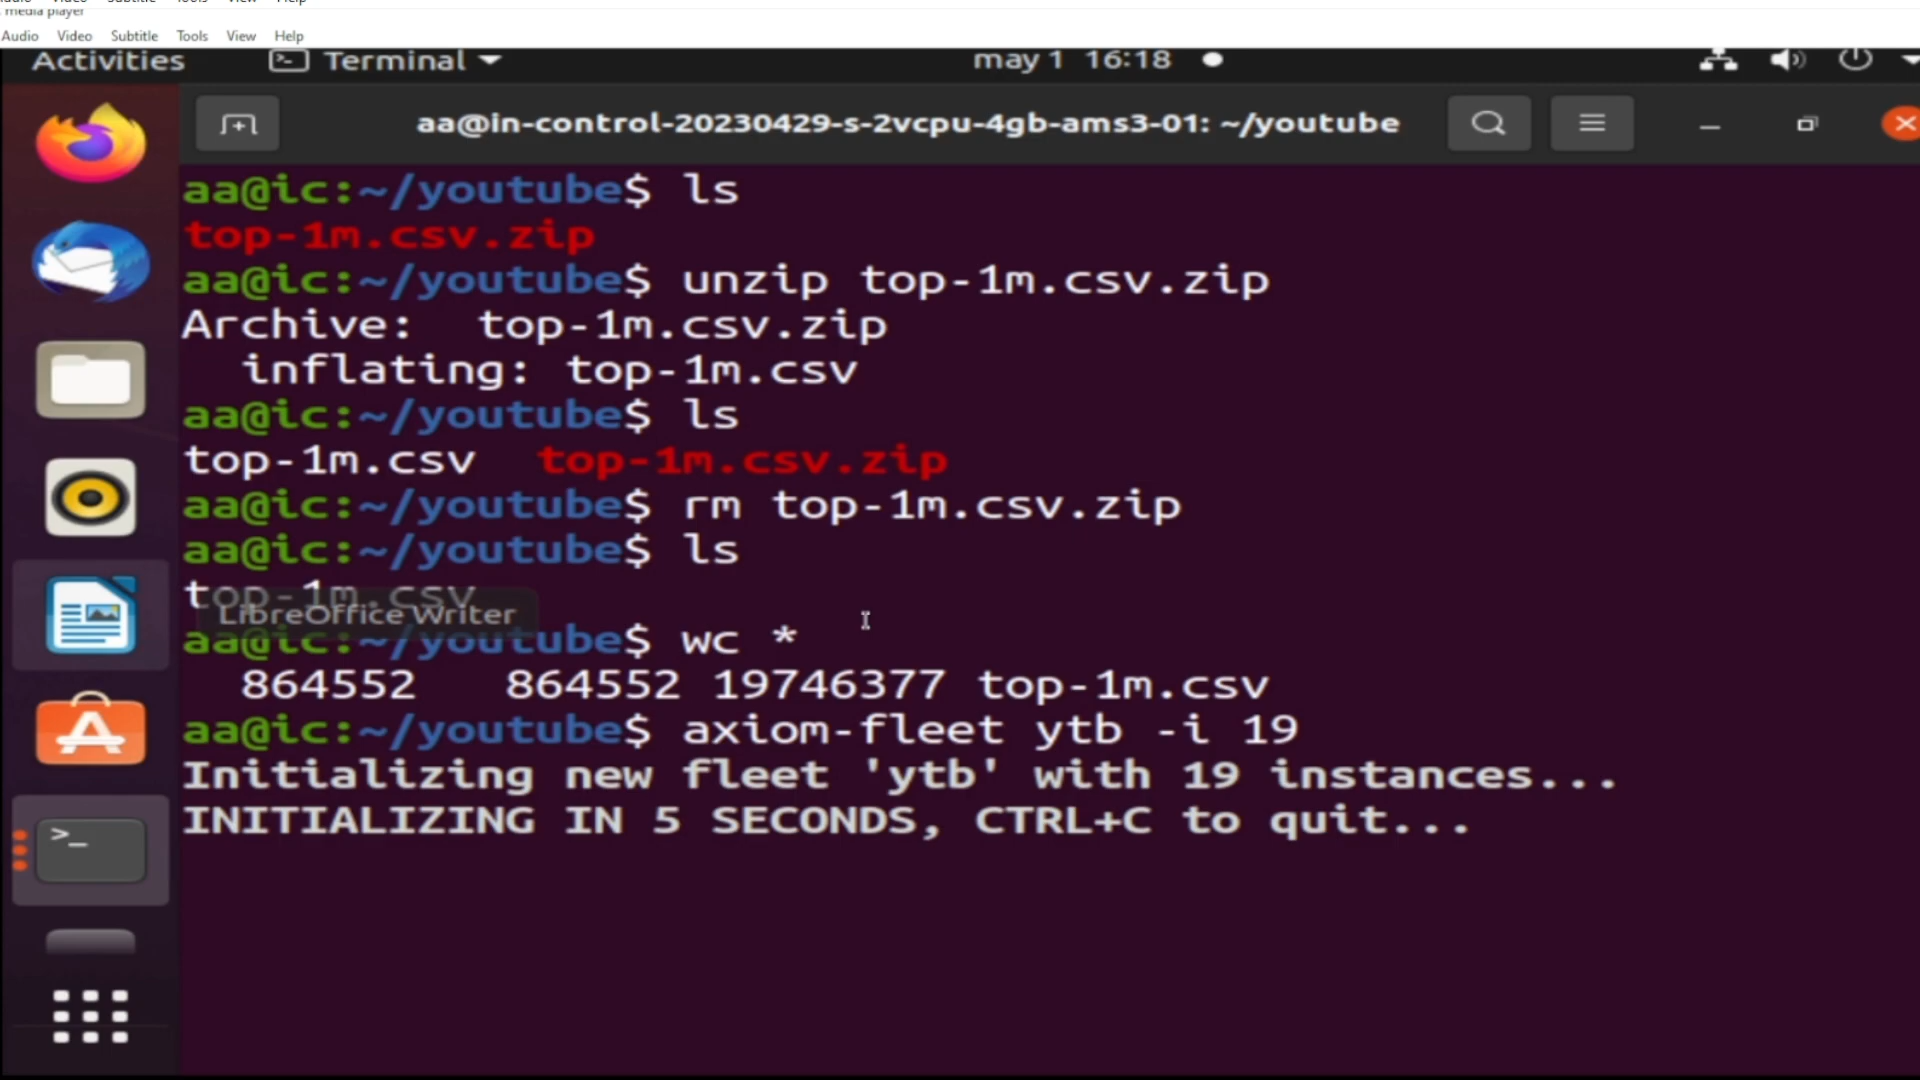 media player
Audio Video Subtitle Tools View Help
Activities Terminal may 1 16:18
aa@in-control-20230429-s-2vcpu-4gb-ams3-01: ~/youtube
aa@ic:~/youtube$ ls
top-1m.csv.zip
aa@ic:~/youtube$ unzip top-1m.csv.zip
Archive:  top-1m.csv.zip
  inflating: top-1m.csv
aa@ic:~/youtube$ ls
top-1m.csv  top-1m.csv.zip
aa@ic:~/youtube$ rm top-1m.csv.zip
aa@ic:~/youtube$ ls
top-1m.csv
LibreOffice Writer
aa@ic:~/youtube$ wc *
  864552   864552 19746377 top-1m.csv
aa@ic:~/youtube$ axiom-fleet ytb -i 19
Initializing new fleet 'ytb' with 19 instances...
INITIALIZING IN 5 SECONDS, CTRL+C to quit...